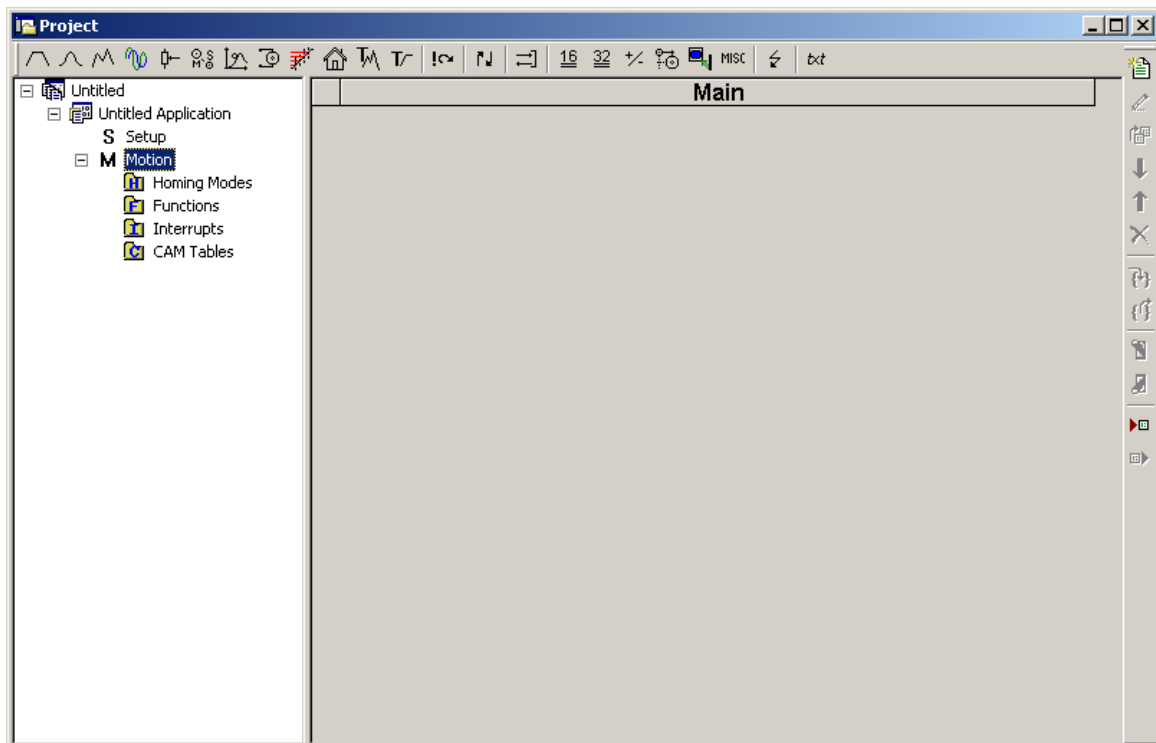 Project
16 32 +/- MISC txt
Untitled
Main
Untitled Application
S Setup
M Motion
H Homing Modes
F Functions
I Interrupts
C CAM Tables